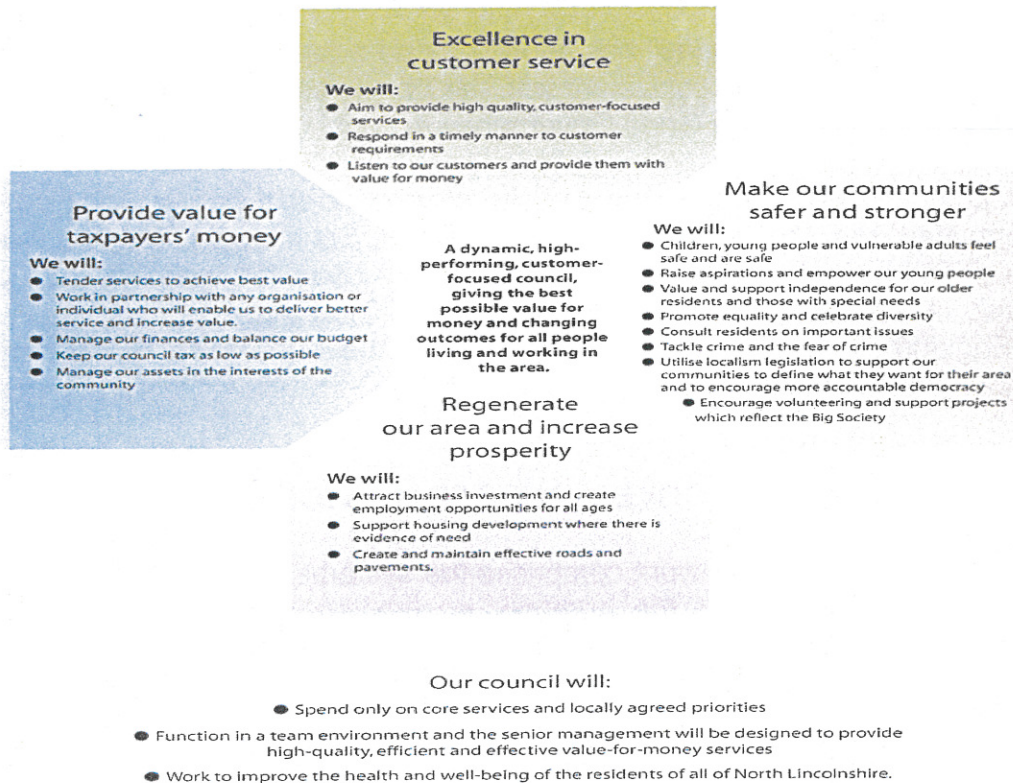 Excellence in
customer service
We will:
● Aim to provide high quality, customer-focused
services
● Respond in a timely manner to customer
requirements
● Listen to our customers and provide them with
value for money
Provide value for
taxpayers' money
We will:
● Tender services to achieve best value
● Work in partnership with any organisation or
individual who will enable us to deliver better
service and increase value.
● Manage our finances and balance our budget
● Keep our council tax as low as possible
● Manage our assets in the interests of the
community
A dynamic, high-
performing, customer-
focused council,
giving the best
possible value for
money and changing
outcomes for all people
living and working in
the area.
Make our communities
safer and stronger
We will:
● Children, young people and vulnerable adults feel
safe and are safe
● Raise aspirations and empower our young people
● Value and support independence for our older
residents and those with special needs
● Promote equality and celebrate diversity
● Consult residents on important issues
● Tackle crime and the fear of crime
● Utilise localism legislation to support our
communities to define what they want for their area
and to encourage more accountable democracy
● Encourage volunteering and support projects
which reflect the Big Society
Regenerate
our area and increase
prosperity
We will:
● Attract business investment and create
employment opportunities for all ages
● Support housing development where there is
evidence of need
● Create and maintain effective roads and
pavements.
Our council will:
● Spend only on core services and locally agreed priorities
● Function in a team environment and the senior management will be designed to provide
high-quality, efficient and effective value-for-money services
● Work to improve the health and well-being of the residents of all of North Lincolnshire.